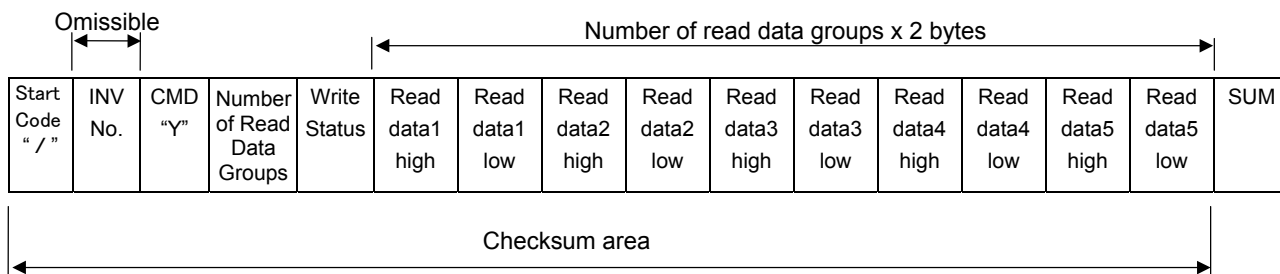 Omissible
Number of read data groups x 2 bytes
Start
Code
“ / ”
INV
No.
CMD
“Y”
Number
of Read
Data
Groups
Write
Status
Read
data1
high
Read
data1
low
Read
data2
high
Read
data2
low
Read
data3
high
Read
data3
low
Read
data4
high
Read
data4
low
Read
data5
high
Read
data5
low
SUM
Checksum area